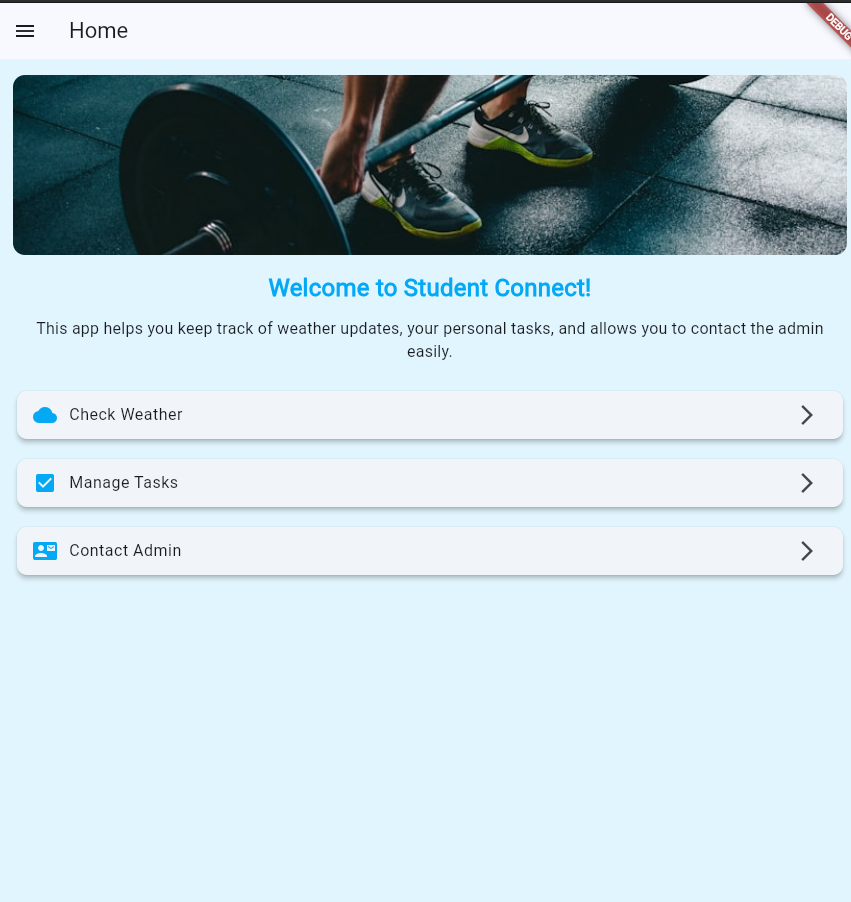 Home
DEBUG
Welcome to Student Connect!
This app helps you keep track of weather updates, your personal tasks, and allows you to contact the admin
easily.
Check Weather
Manage Tasks
Contact Admin